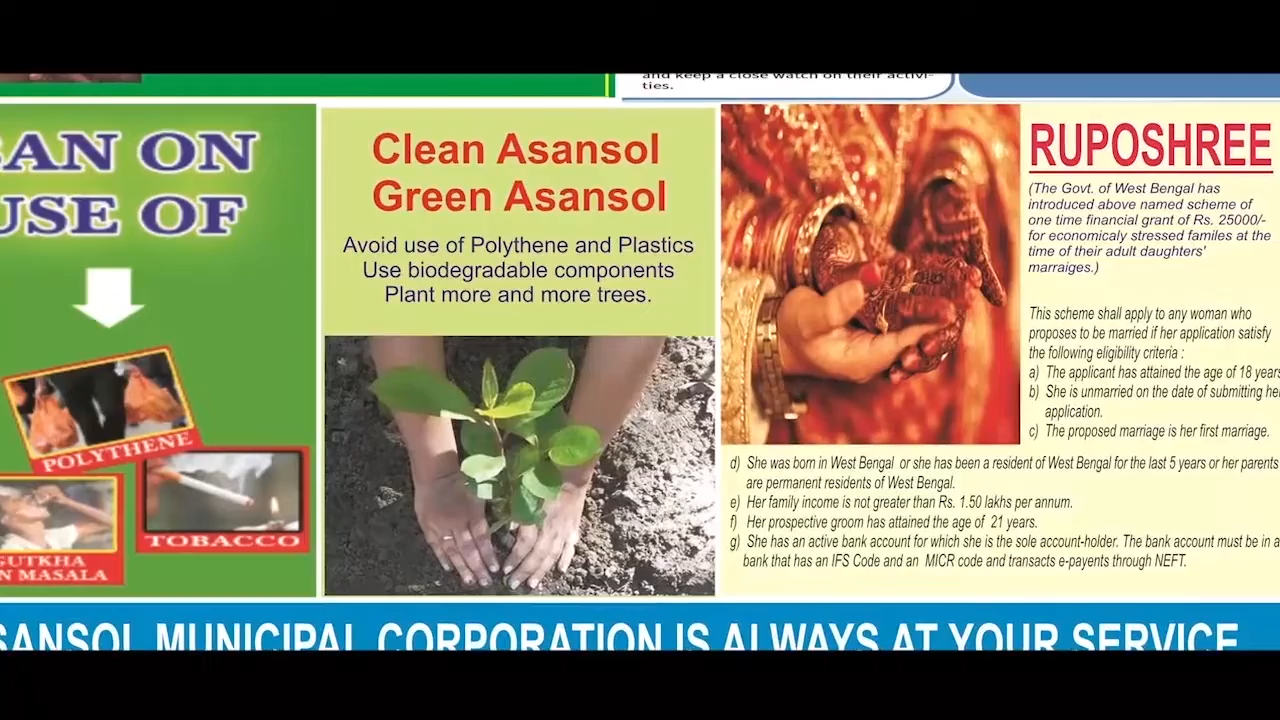 and keep a close watch on their activi-
ties.
BAN ON
USE OF
POLYTHENE
GUTKHA
MASALA
TOBACCO
Clean Asansol
Green Asansol
Avoid use of Polythene and Plastics
Use biodegradable components
Plant more and more trees.
RUPOSHREE
(The Govt. of West Bengal has
introduced above named scheme of
one time financial grant of Rs. 25000/-
for economicaly stressed familes at the
time of their adult daughters'
marraiges.)
This scheme shall apply to any woman who
proposes to be married if her application satisfy
the following eligibility criteria :
a) The applicant has attained the age of 18 years
b) She is unmarried on the date of submitting her
application.
c) The proposed marriage is her first marriage.
d) She was born in West Bengal or she has been a resident of West Bengal for the last 5 years or her parents
are permanent residents of West Bengal.
e) Her family income is not greater than Rs. 1.50 lakhs per annum.
f) Her prospective groom has attained the age of 21 years.
g) She has an active bank account for which she is the sole account-holder. The bank account must be in a
bank that has an IFS Code and an MICR code and transacts e-payents through NEFT.
ASANSOL MUNICIPAL CORPORATION IS ALWAYS AT YOUR SERVICE